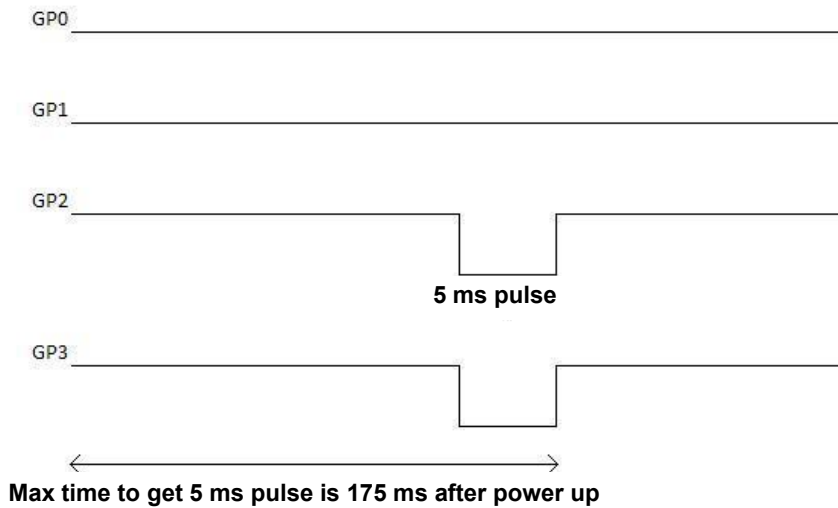 GP0
GP1
GP2
5 ms pulse
GP3
Max time to get 5 ms pulse is 175 ms after power up